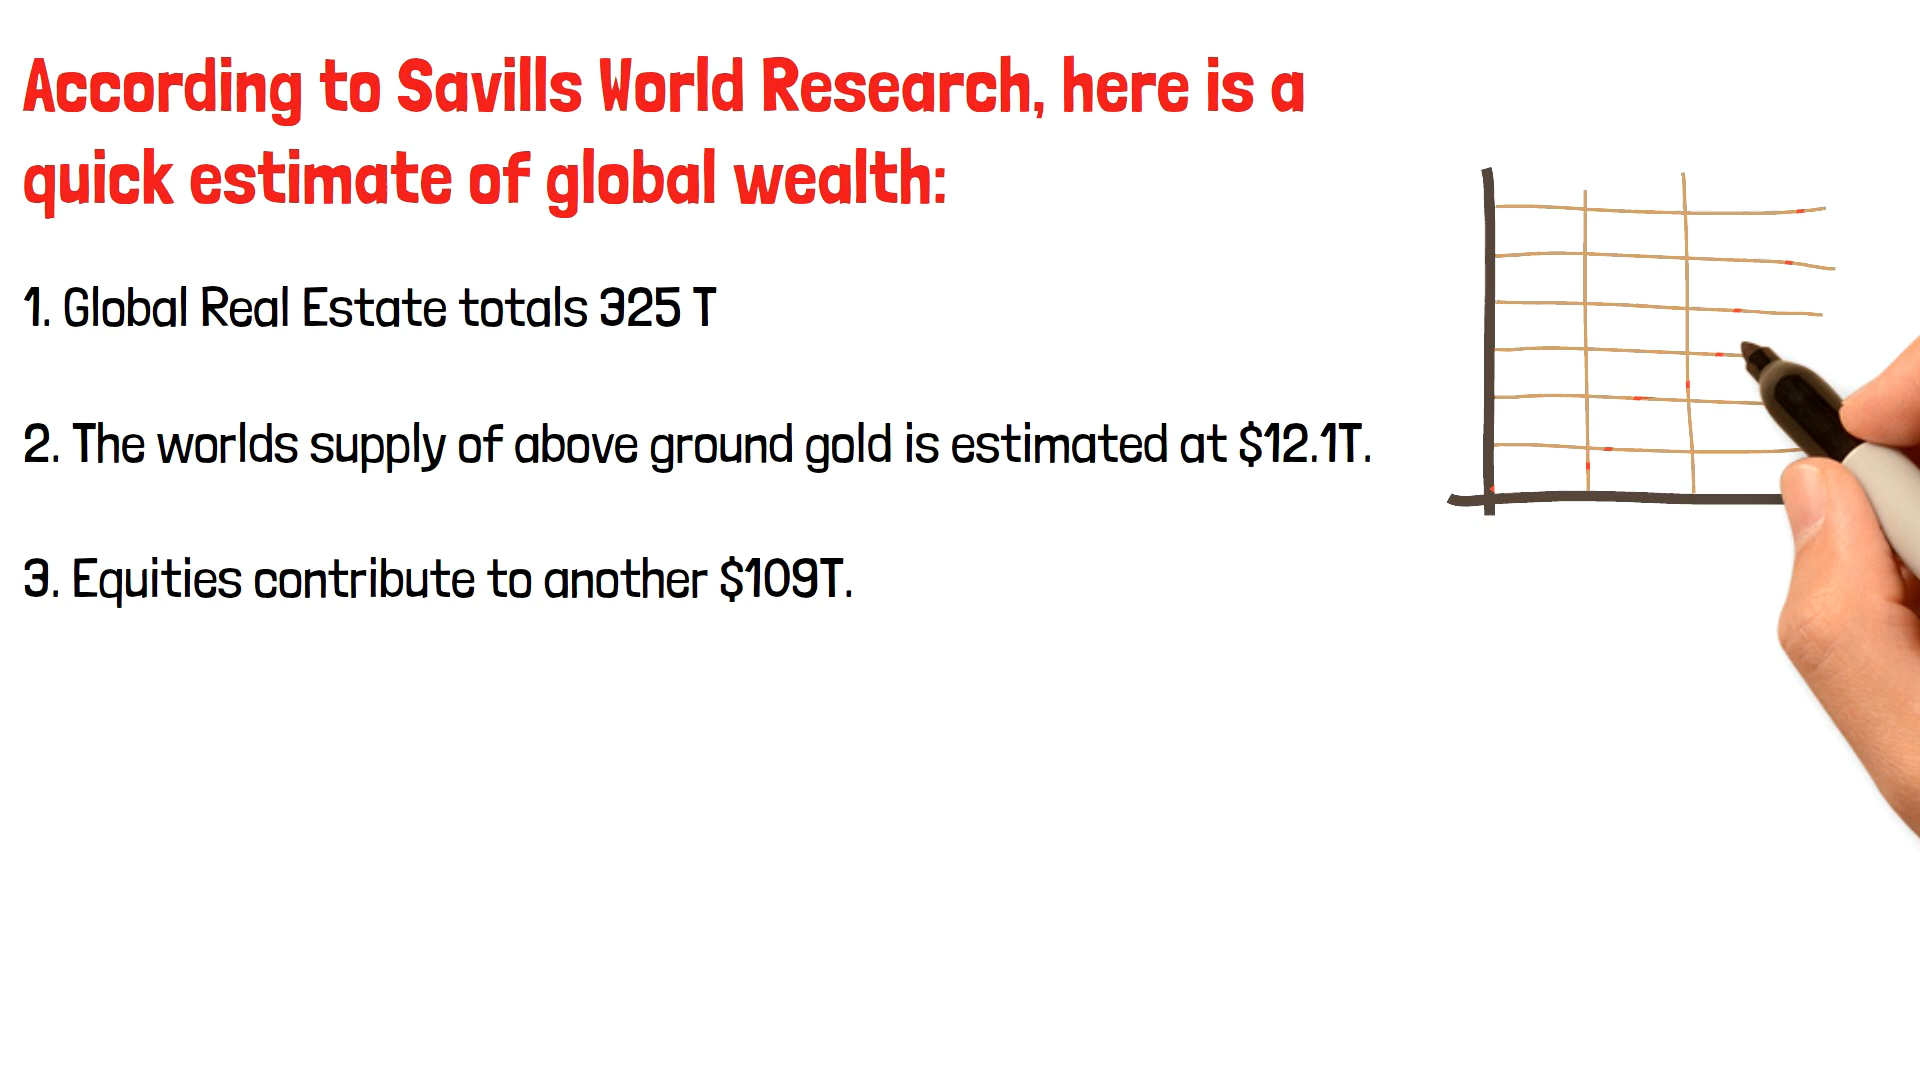 According to Savills World Research, here is a
quick estimate of global wealth:
1. Global Real Estate totals 325 T
2. The worlds supply of above ground gold is estimated at $12.1T.
3. Equities contribute to another $109T.